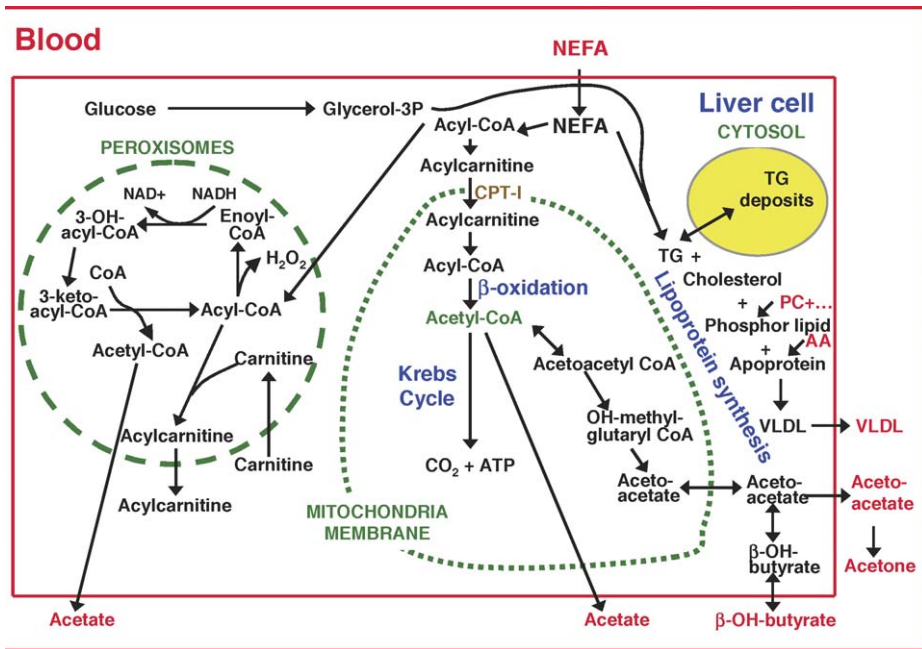 Blood
NEFA
Glucose
Glycerol-3P
Acyl-CoA
NEFA
Liver cell
CYTOSOL
PEROXISOMES
Acylcarnitine
CPT-I
Acylcarnitine
Acyl-CoA
β-oxidation
Acetyl-CoA
NAD+
NADH
3-OH-
acyl-CoA
Enoyl-
CoA
H2O2
CoA
3-keto-
acyl-CoA
Acyl-CoA
Acetyl-CoA
Carnitine
Acylcarnitine
Carnitine
Acylcarnitine
TG
deposits
TG +
Cholesterol
+
PC+...
Phosphor lipid
+
AA
Apoprotein
VLDL
VLDL
Lipoprotein synthesis
Krebs
Cycle
CO2 + ATP
Acetoacetyl CoA
OH-methyl-
glutaryl CoA
Aceto-
acetate
Aceto-
acetate
Aceto-
acetate
MITOCHONDRIA
MEMBRANE
β-OH-
butyrate
Acetone
Acetate
Acetate
β-OH-butyrate